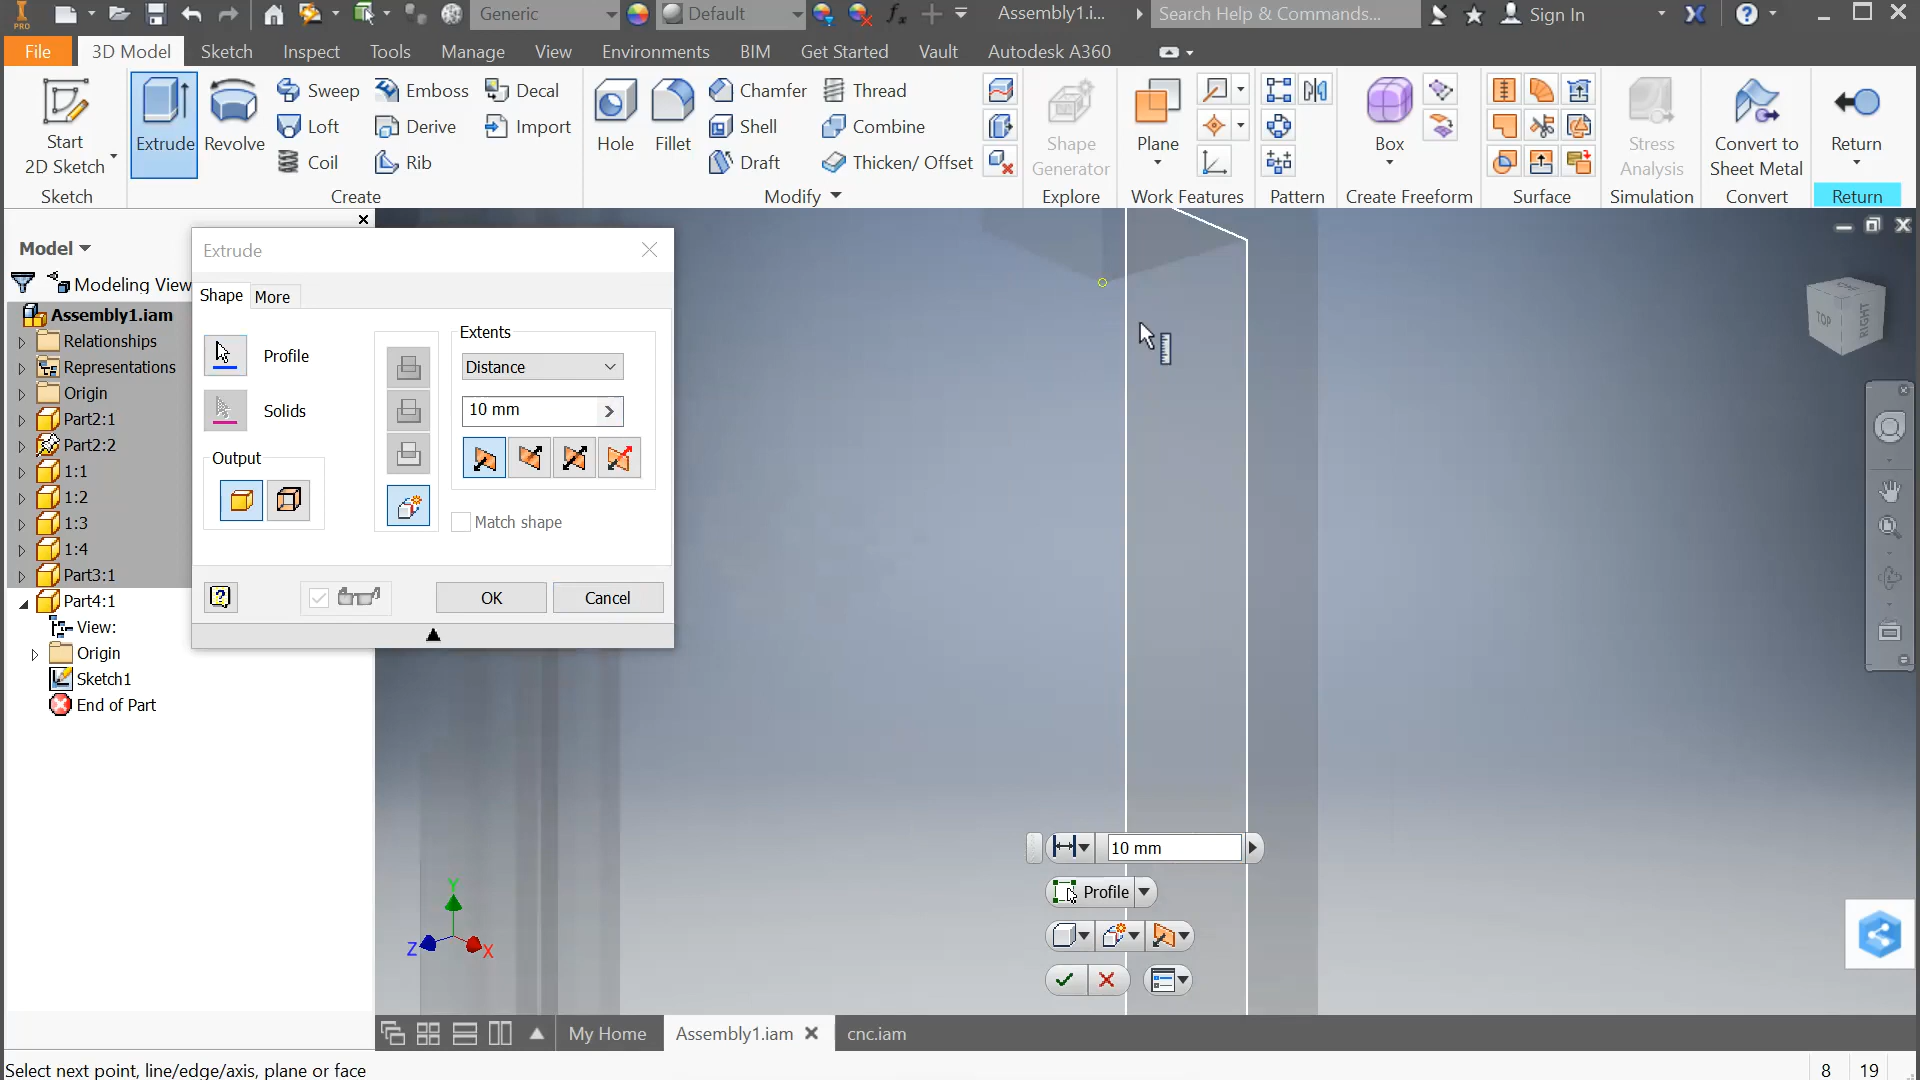 PRO
Generic
Default
Assembly1.i...
Search Help & Commands...
Sign In
File
3D Model
Sketch
Inspect
Tools
Manage
View
Environments
BIM
Get Started
Vault
Autodesk A360
Start
2D Sketch
Sketch
Extrude
Revolve
Sweep
Loft
Coil
Emboss
Derive
Rib
Decal
Import
Create
Hole
Fillet
Chamfer
Shell
Draft
Thread
Combine
Thicken/ Offset
Modify
Shape
Generator
Explore
Plane
Work Features
Pattern
Box
Create Freeform
Surface
Stress
Analysis
Simulation
Convert to
Sheet Metal
Convert
Return
Return
Model
Modeling View
Assembly1.iam
Relationships
Representations
Origin
Part2:1
Part2:2
1:1
1:2
1:3
1:4
Part3:1
Part4:1
View:
Origin
Sketch1
End of Part
Extrude
Shape
More
Profile
Solids
Output
Extents
Distance
10 mm
Match shape
OK
Cancel
TOP
RIGHT
10 mm
Profile
Y
Z
X
My Home
Assembly1.iam
cnc.iam
Select next point, line/edge/axis, plane or face
8
19